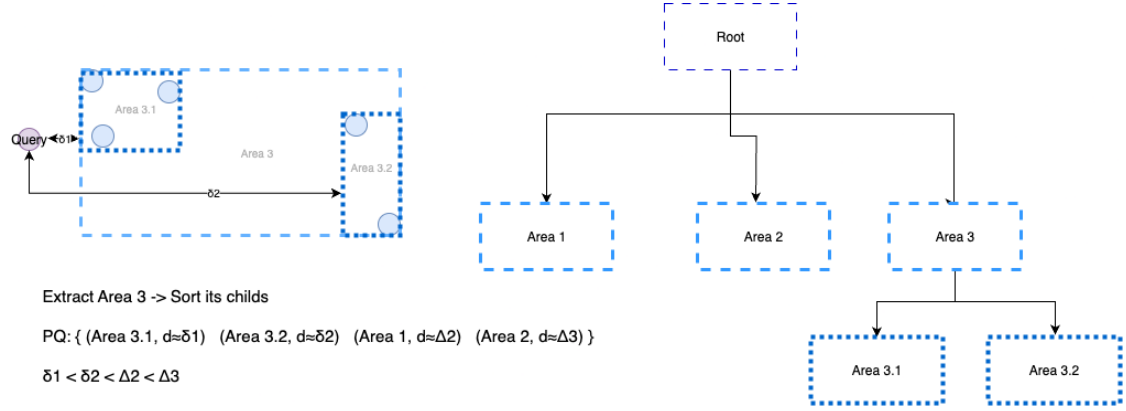 Area 3.1
Query
δ1
Area 3
Area 3.2
δ2
Extract Area 3 -> Sort its childs
PQ: { (Area 3.1, d≈δ1) (Area 3.2, d≈δ2) (Area 1, d≈Δ2) (Area 2, d≈Δ3) }
δ1 < δ2 < Δ2 < Δ3
Root
Area 1
Area 2
Area 3
Area 3.1
Area 3.2